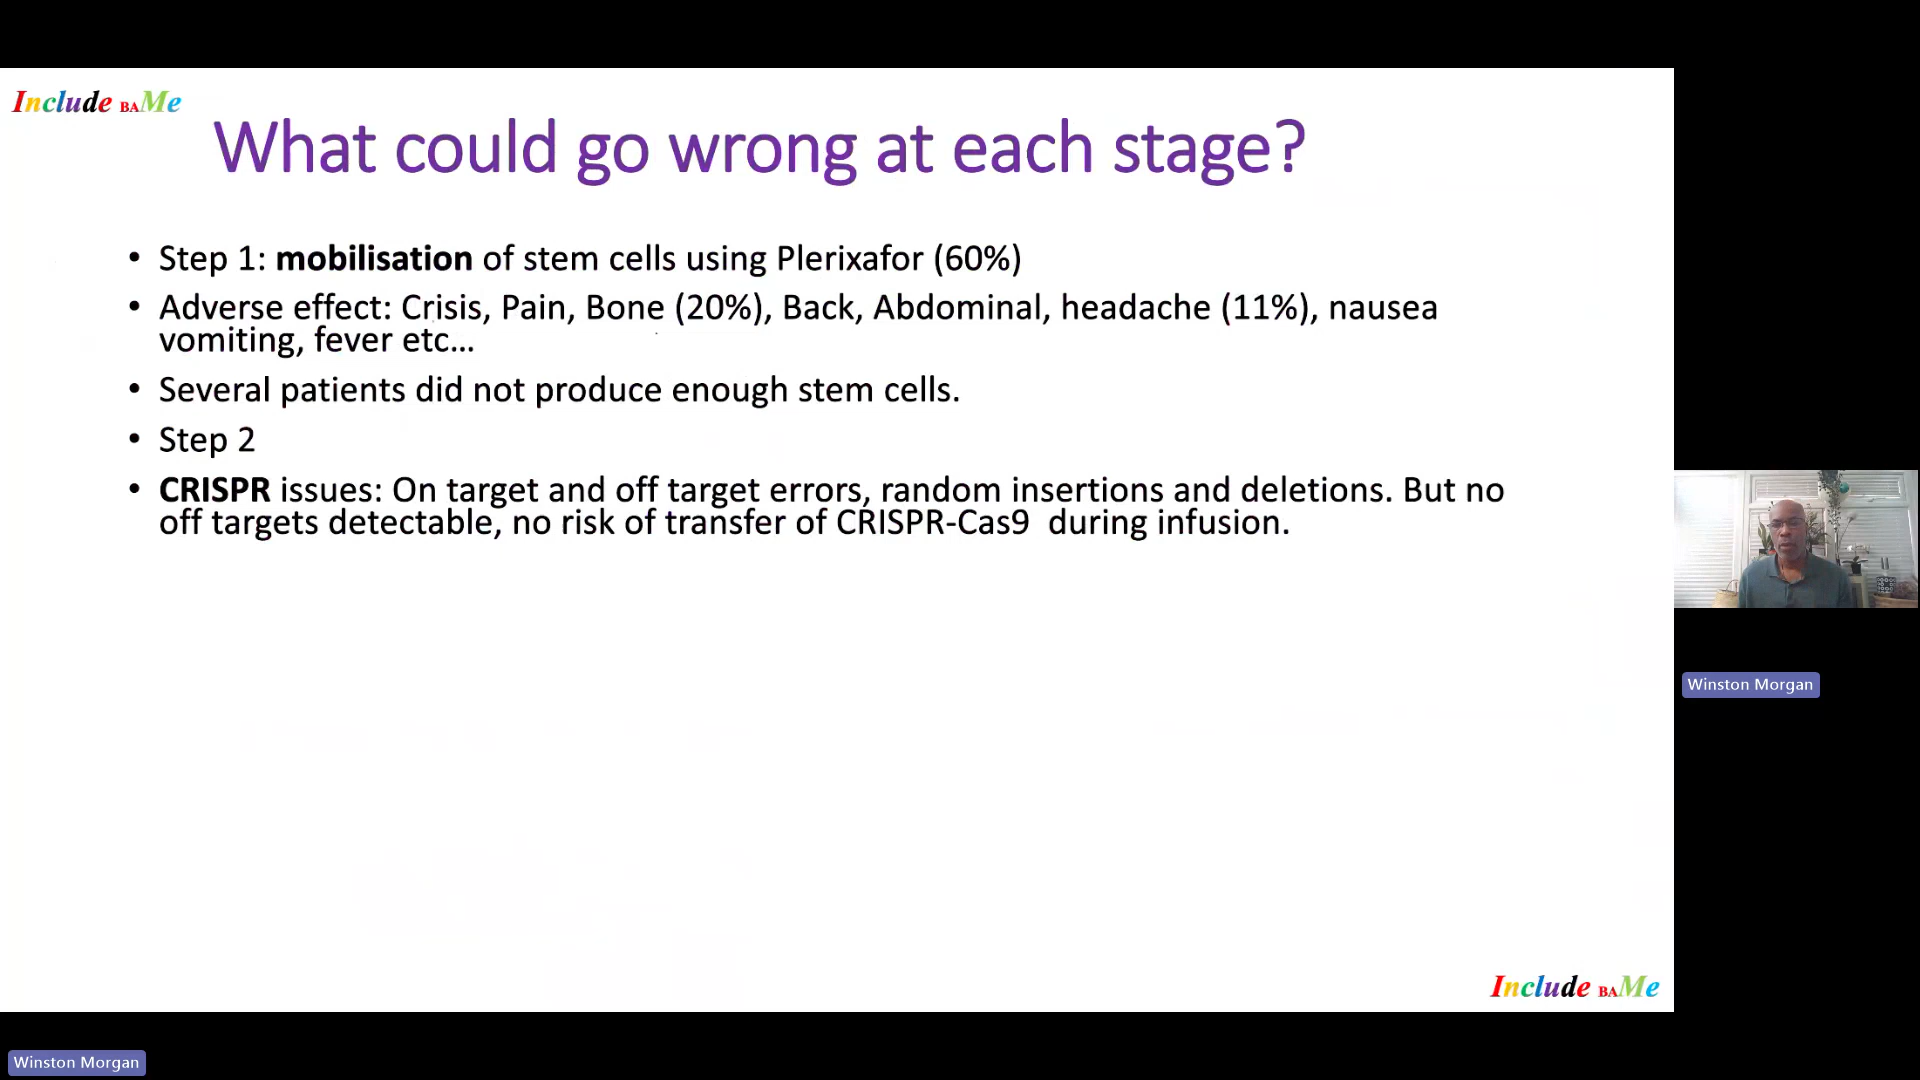 Include BAMe
What could go wrong at each stage?
• Step 1: mobilisation of stem cells using Plerixafor (60%)
• Adverse effect: Crisis, Pain, Bone (20%), Back, Abdominal, headache (11%), nausea
vomiting, fever etc...
• Several patients did not produce enough stem cells.
• Step 2
• CRISPR issues: On target and off target errors, random insertions and deletions. But no
off targets detectable, no risk of transfer of CRISPR-Cas9 during infusion.
Winston Morgan
Include BAMe
Winston Morgan